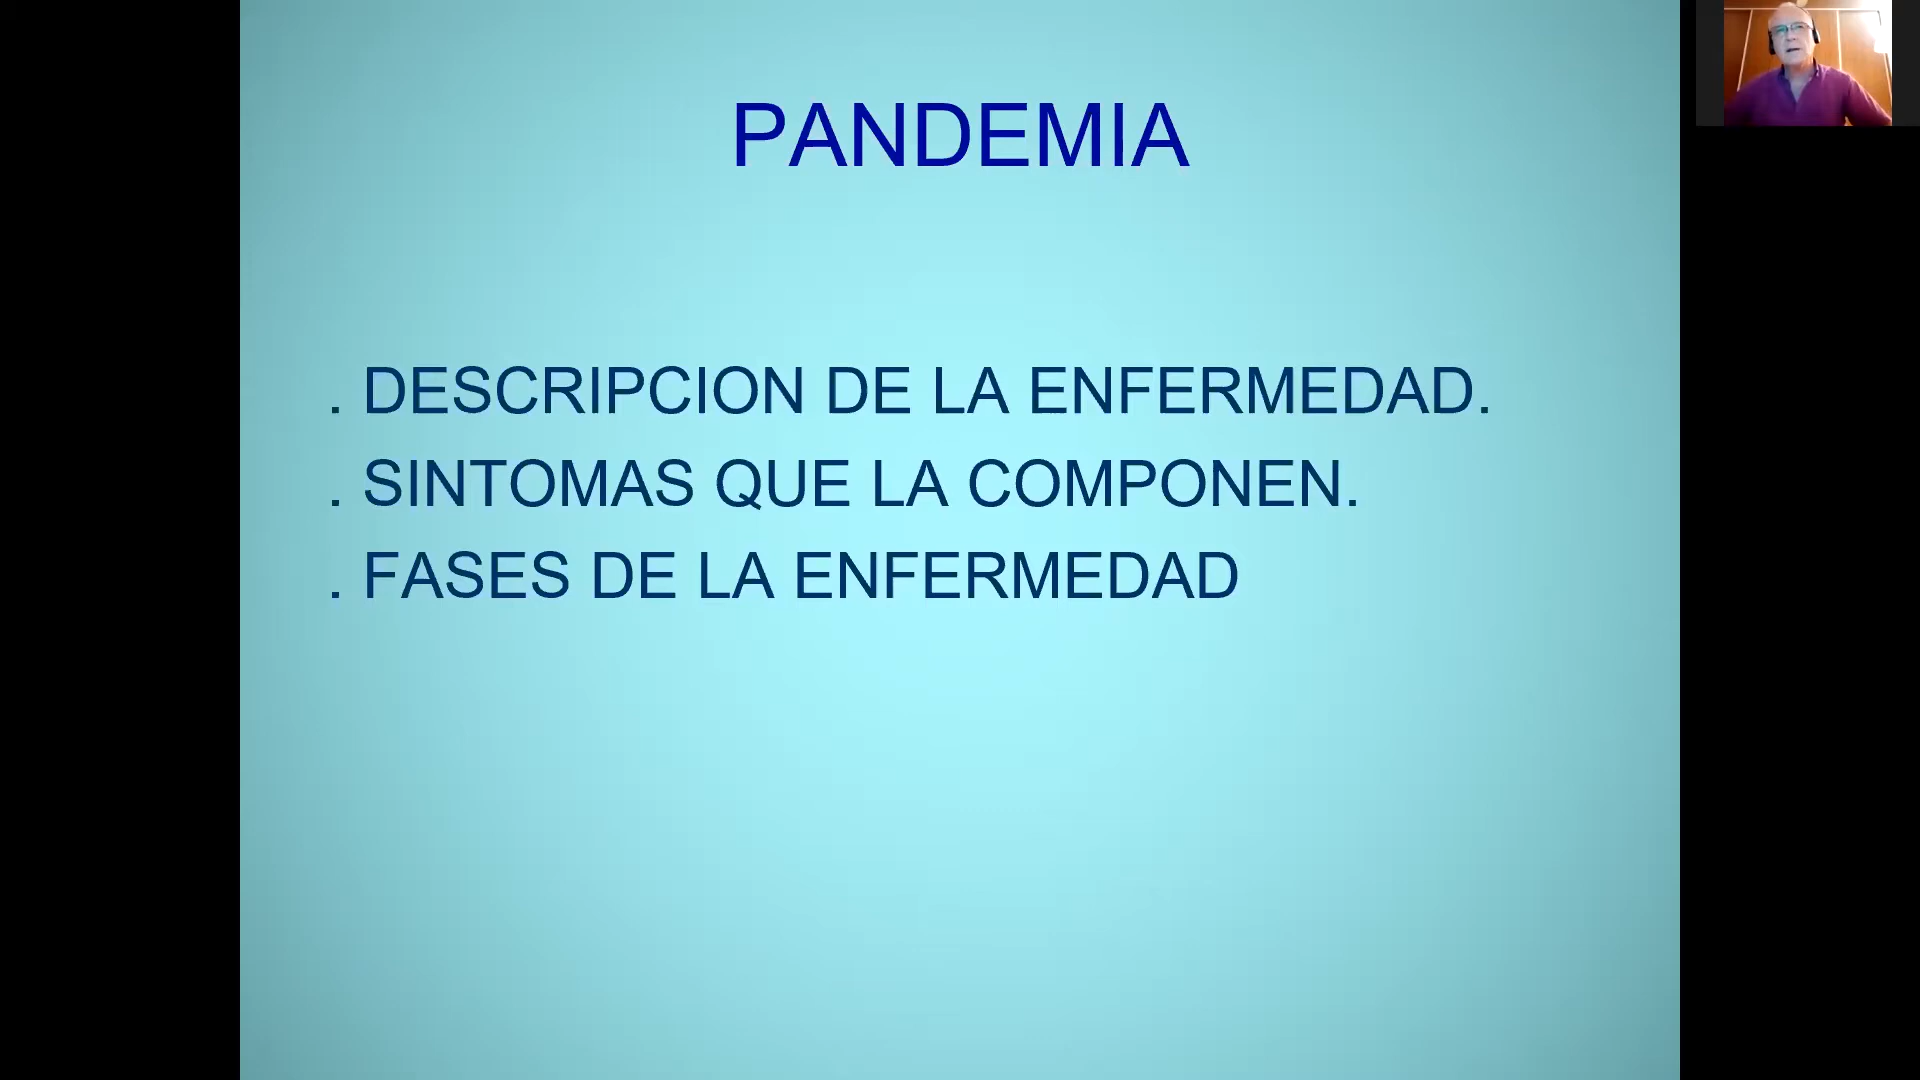 PANDEMIA
. DESCRIPCION DE LA ENFERMEDAD.
. SINTOMAS QUE LA COMPONEN.
. FASES DE LA ENFERMEDAD